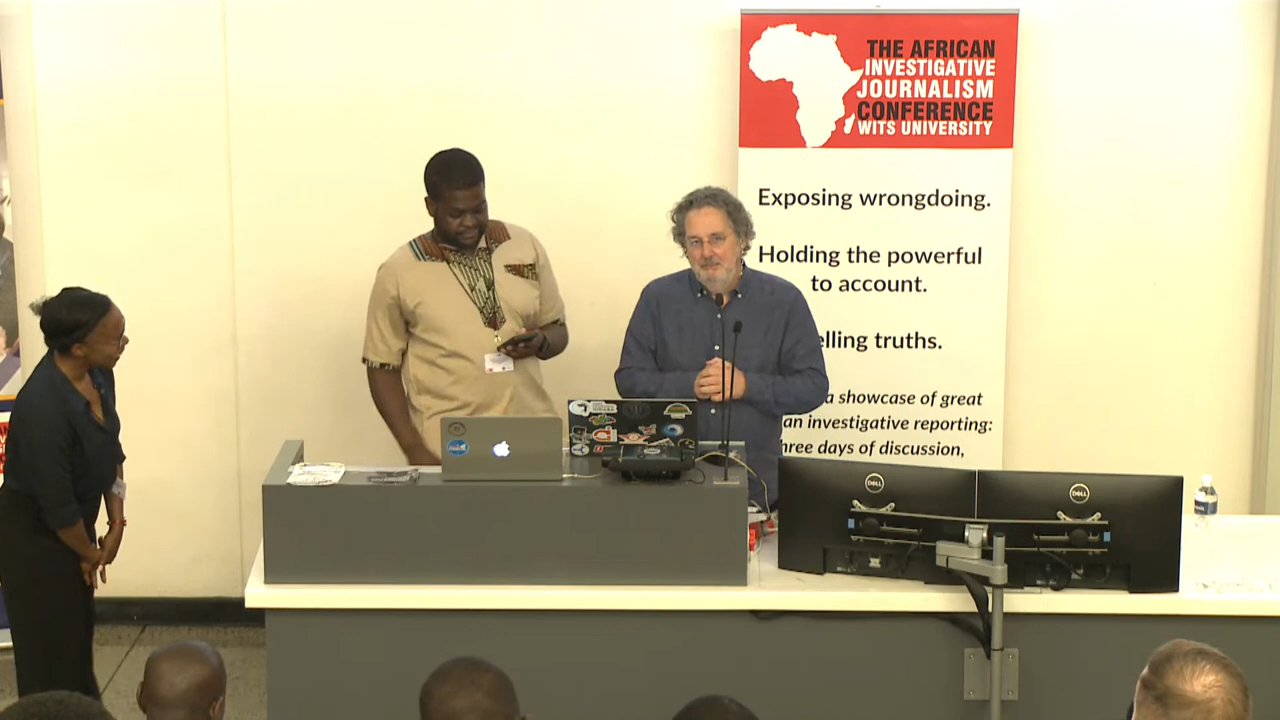 THE AFRICAN
INVESTIGATIVE
JOURNALISM
CONFERENCE
WITS UNIVERSITY
Exposing wrongdoing.
Holding the powerful
to account.
elling truths.
a showcase of great
an investigative reporting:
hree days of discussion,
DELL
DELL